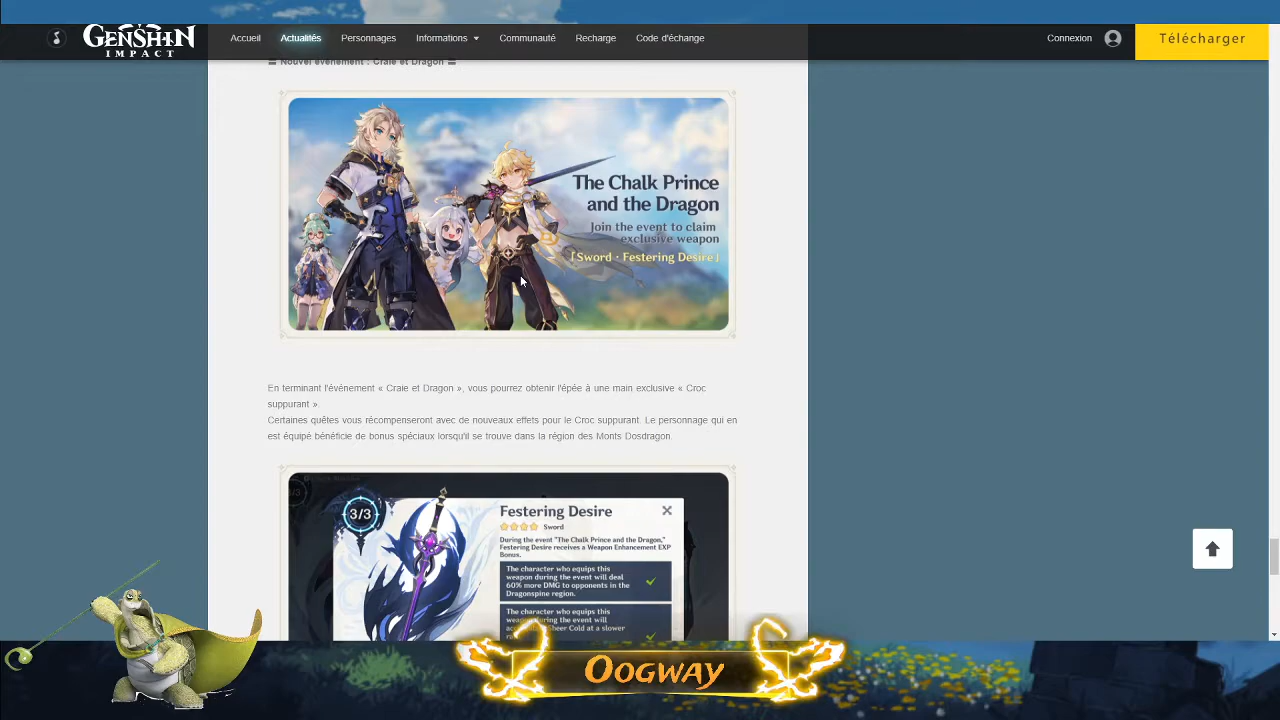 GENSHIN
IMPACT
Accueil
Actualités
Personnages
Informations
Communauté
Recharge
Code d'échange
Connexion
Télécharger
Nouvel événement : Craie et Dragon
The Chalk Prince
and the Dragon
Join the event to claim
exclusive weapon
「Sword · Festering Desire」
En terminant l'événement « Craie et Dragon », vous pourrez obtenir l'épée à une main exclusive « Croc
suppurant ».
Certaines quêtes vous récompenseront avec de nouveaux effets pour le Croc suppurant. Le personnage qui en
est équipé bénéficie de bonus spéciaux lorsqu'il se trouve dans la région des Monts Dosdragon.
3/3
Festering Desire
Sword
During the event "The Chalk Prince and the Dragon,"
Festering Desire receives a Weapon Enhancement EXP
Bonus.
The character who equips this
weapon during the event will deal
60% more DMG to opponents in the
Dragonspine region.
The character who equips this
weapon during the event will
Sheer Cold at a slower
OOGWAY